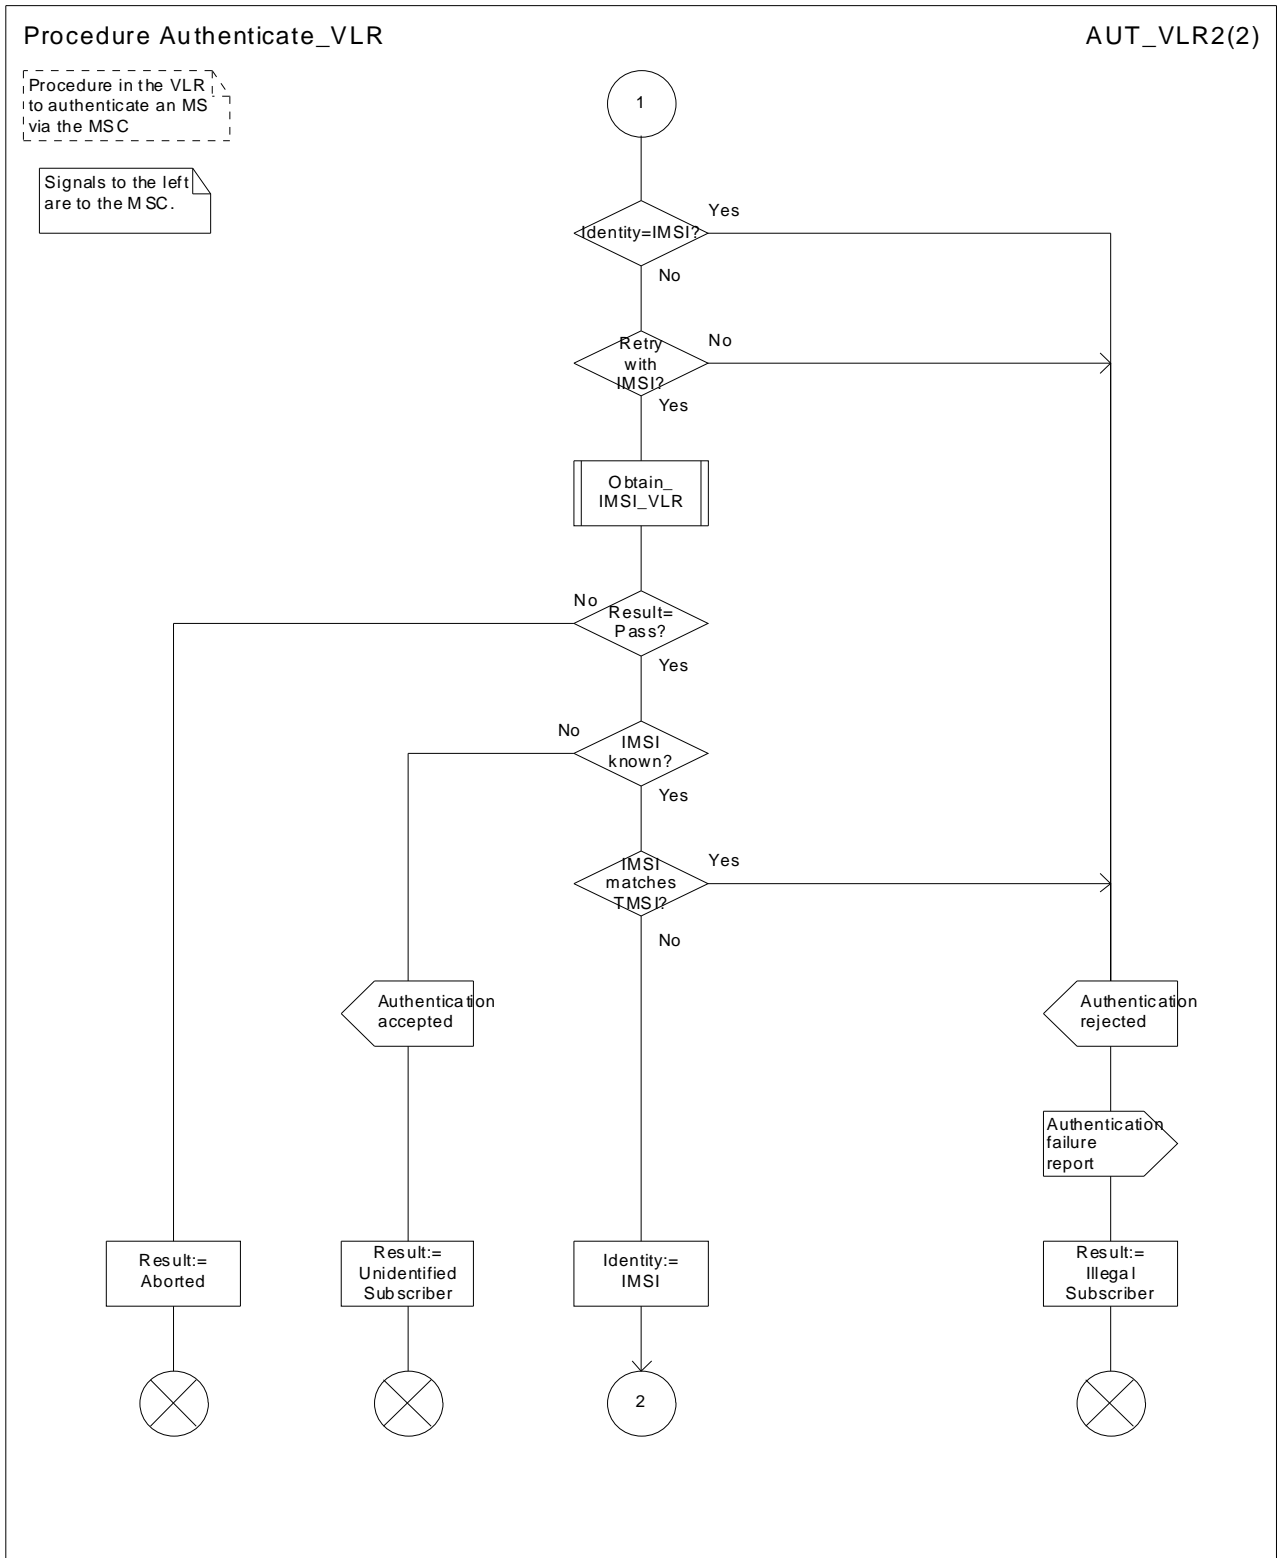 Procedure Authenticate_VLR
AUT_VLR2(2)
Procedure in the VLR
to authenticate an MS
via the MSC
Signals to the left
are to the MSC.
1
Identity=IMSI?
Yes
No
Retry
with
IMSI?
No
Yes
Obtain_
IMSI_VLR
Result=
Pass?
No
Yes
IMSI
known?
No
Yes
IMSI
matches
TMSI?
Yes
No
Authentication
accepted
Authentication
rejected
Authentication
failure
report
Result:=
Aborted
Result:=
Unidentified
Subscriber
Identity:=
IMSI
Result:=
Illegal
Subscriber
2